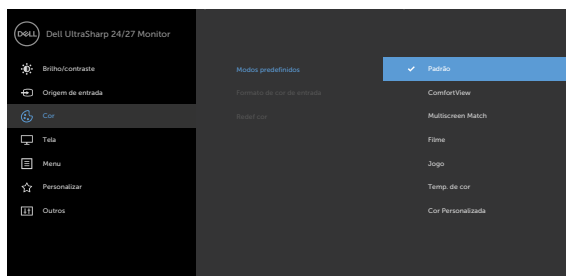 DELL
Dell UltraSharp 24/27 Monitor
Brilho/contraste
Origem de entrada
Cor
Tela
Menu
Personalizar
Outros
Modos predefinidos
Formato de cor de entrada
Redef cor
Padrão
ComfortView
Multiscreen Match
Filme
Jogo
Temp. de cor
Cor Personalizada